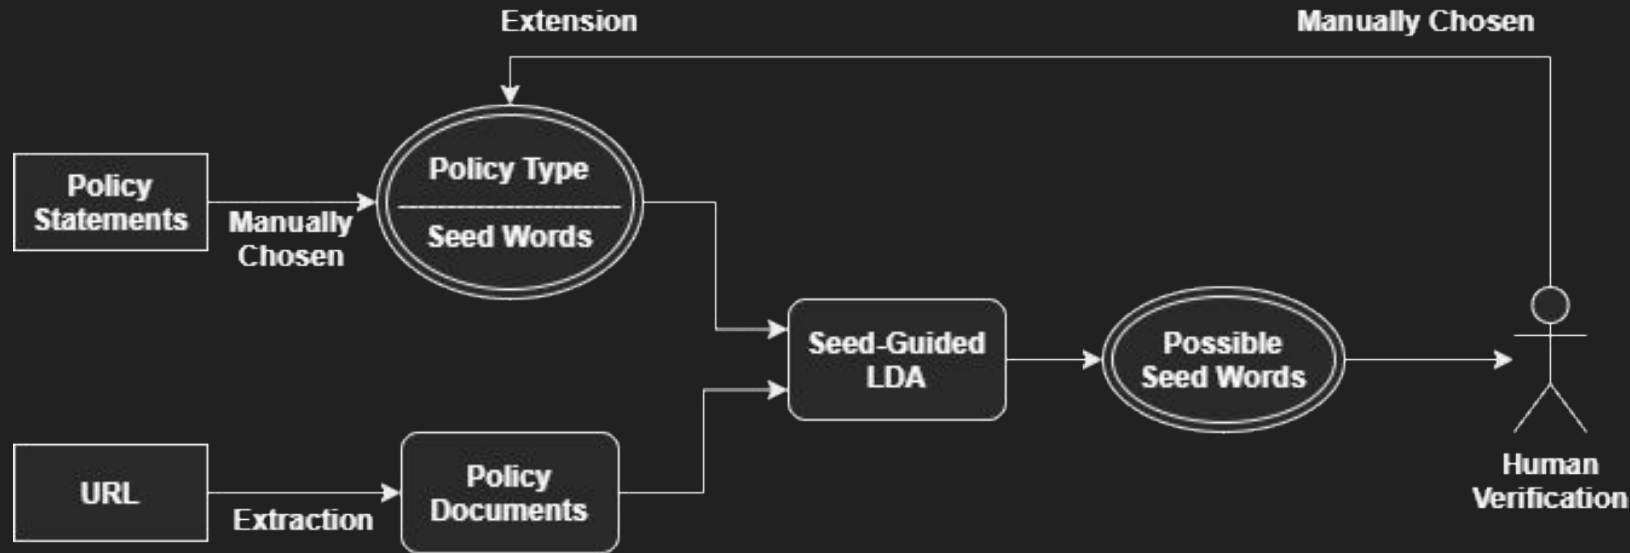 Extension
Manually Chosen
Policy Type
Seed Words
Policy
Statements
Manually
Chosen
Seed-Guided
LDA
Possible
Seed Words
URL
Extraction
Policy
Documents
Human
Verification